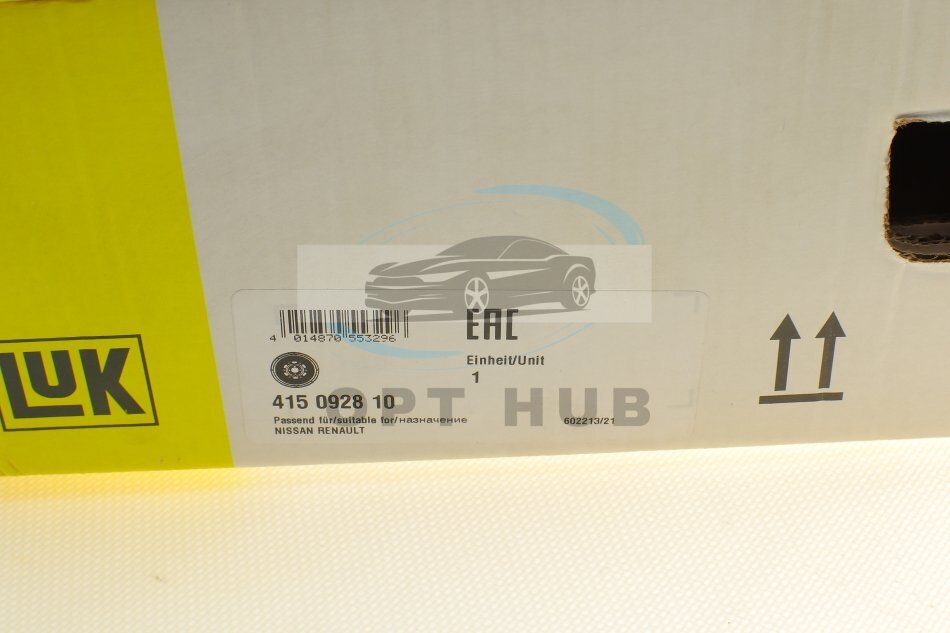 LUK
EAC
4 014870 553296
Einheit/Unit
1
415 0928 10
OPT HUB
Passend für/suitable for/назначение
602213/21
NISSAN RENAULT